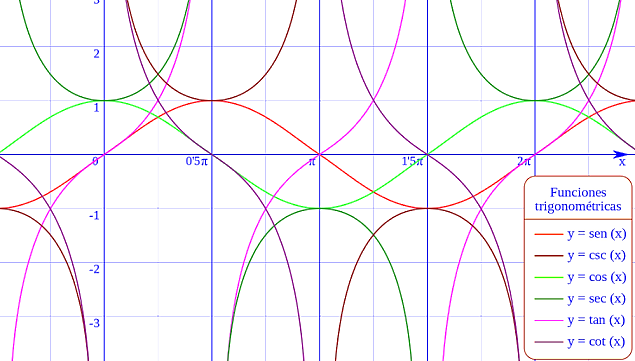 3
2
1
0
0'5π
π
1'5π
2π
x
-1
-2
-3
Funciones
trigonométricas
y = sen (x)
y = csc (x)
y = cos (x)
y = sec (x)
y = tan (x)
y = cot (x)